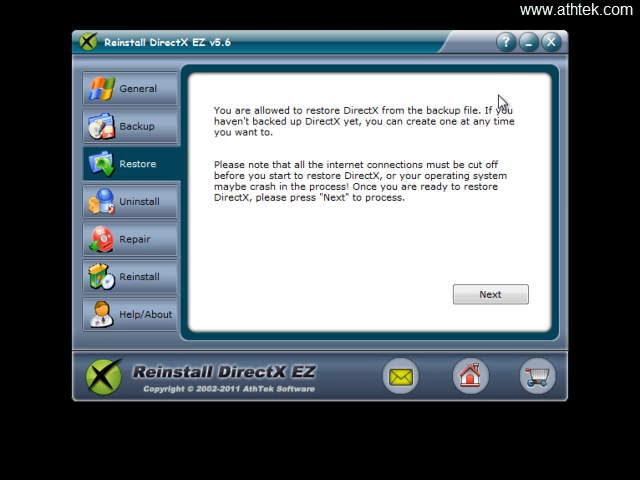 www.athtek.com
Reinstall DirectX EZ v5.6
?
General
Backup
Restore
Uninstall
Repair
Reinstall
Help/About
You are allowed to restore DirectX from the backup file. If you
haven't backed up DirectX yet, you can create one at any time
you want to.
Please note that all the internet connections must be cut off
before you start to restore DirectX, or your operating system
maybe crash in the process! Once you are ready to restore
DirectX, please press "Next" to process.
Next
Reinstall DirectX EZ
Copyright © 2002-2011 AthTek Software